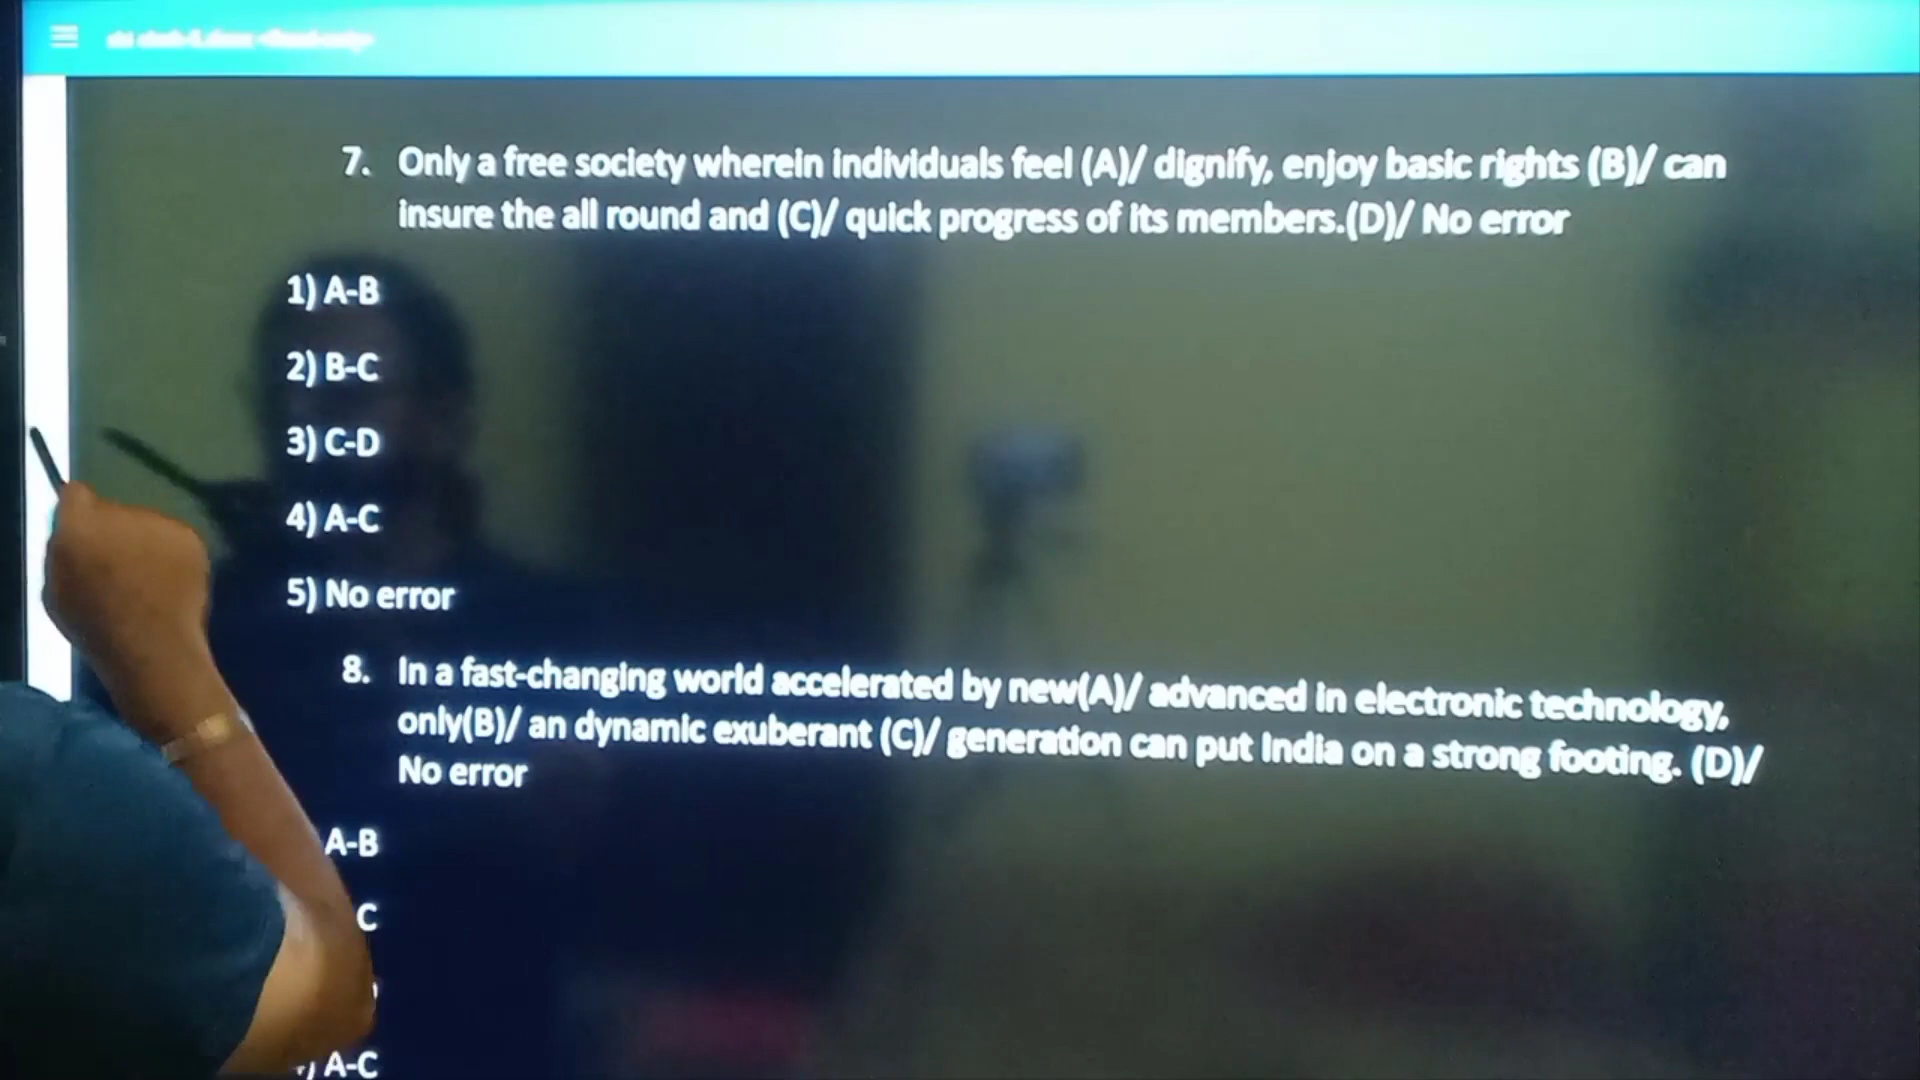 7. Only a free society wherein individuals feel (A)/ dignify, enjoy basic rights (B)/ can
insure the all round and (C)/ quick progress of its members.(D)/ No error
1) A-B
2) B-C
3) C-D
4) A-C
5) No error
8. In a fast-changing world accelerated by new(A)/ advanced in electronic technology,
only(B)/ an dynamic exuberant (C)/ generation can put India on a strong footing. (D)/
No error
A-B
C
A-C